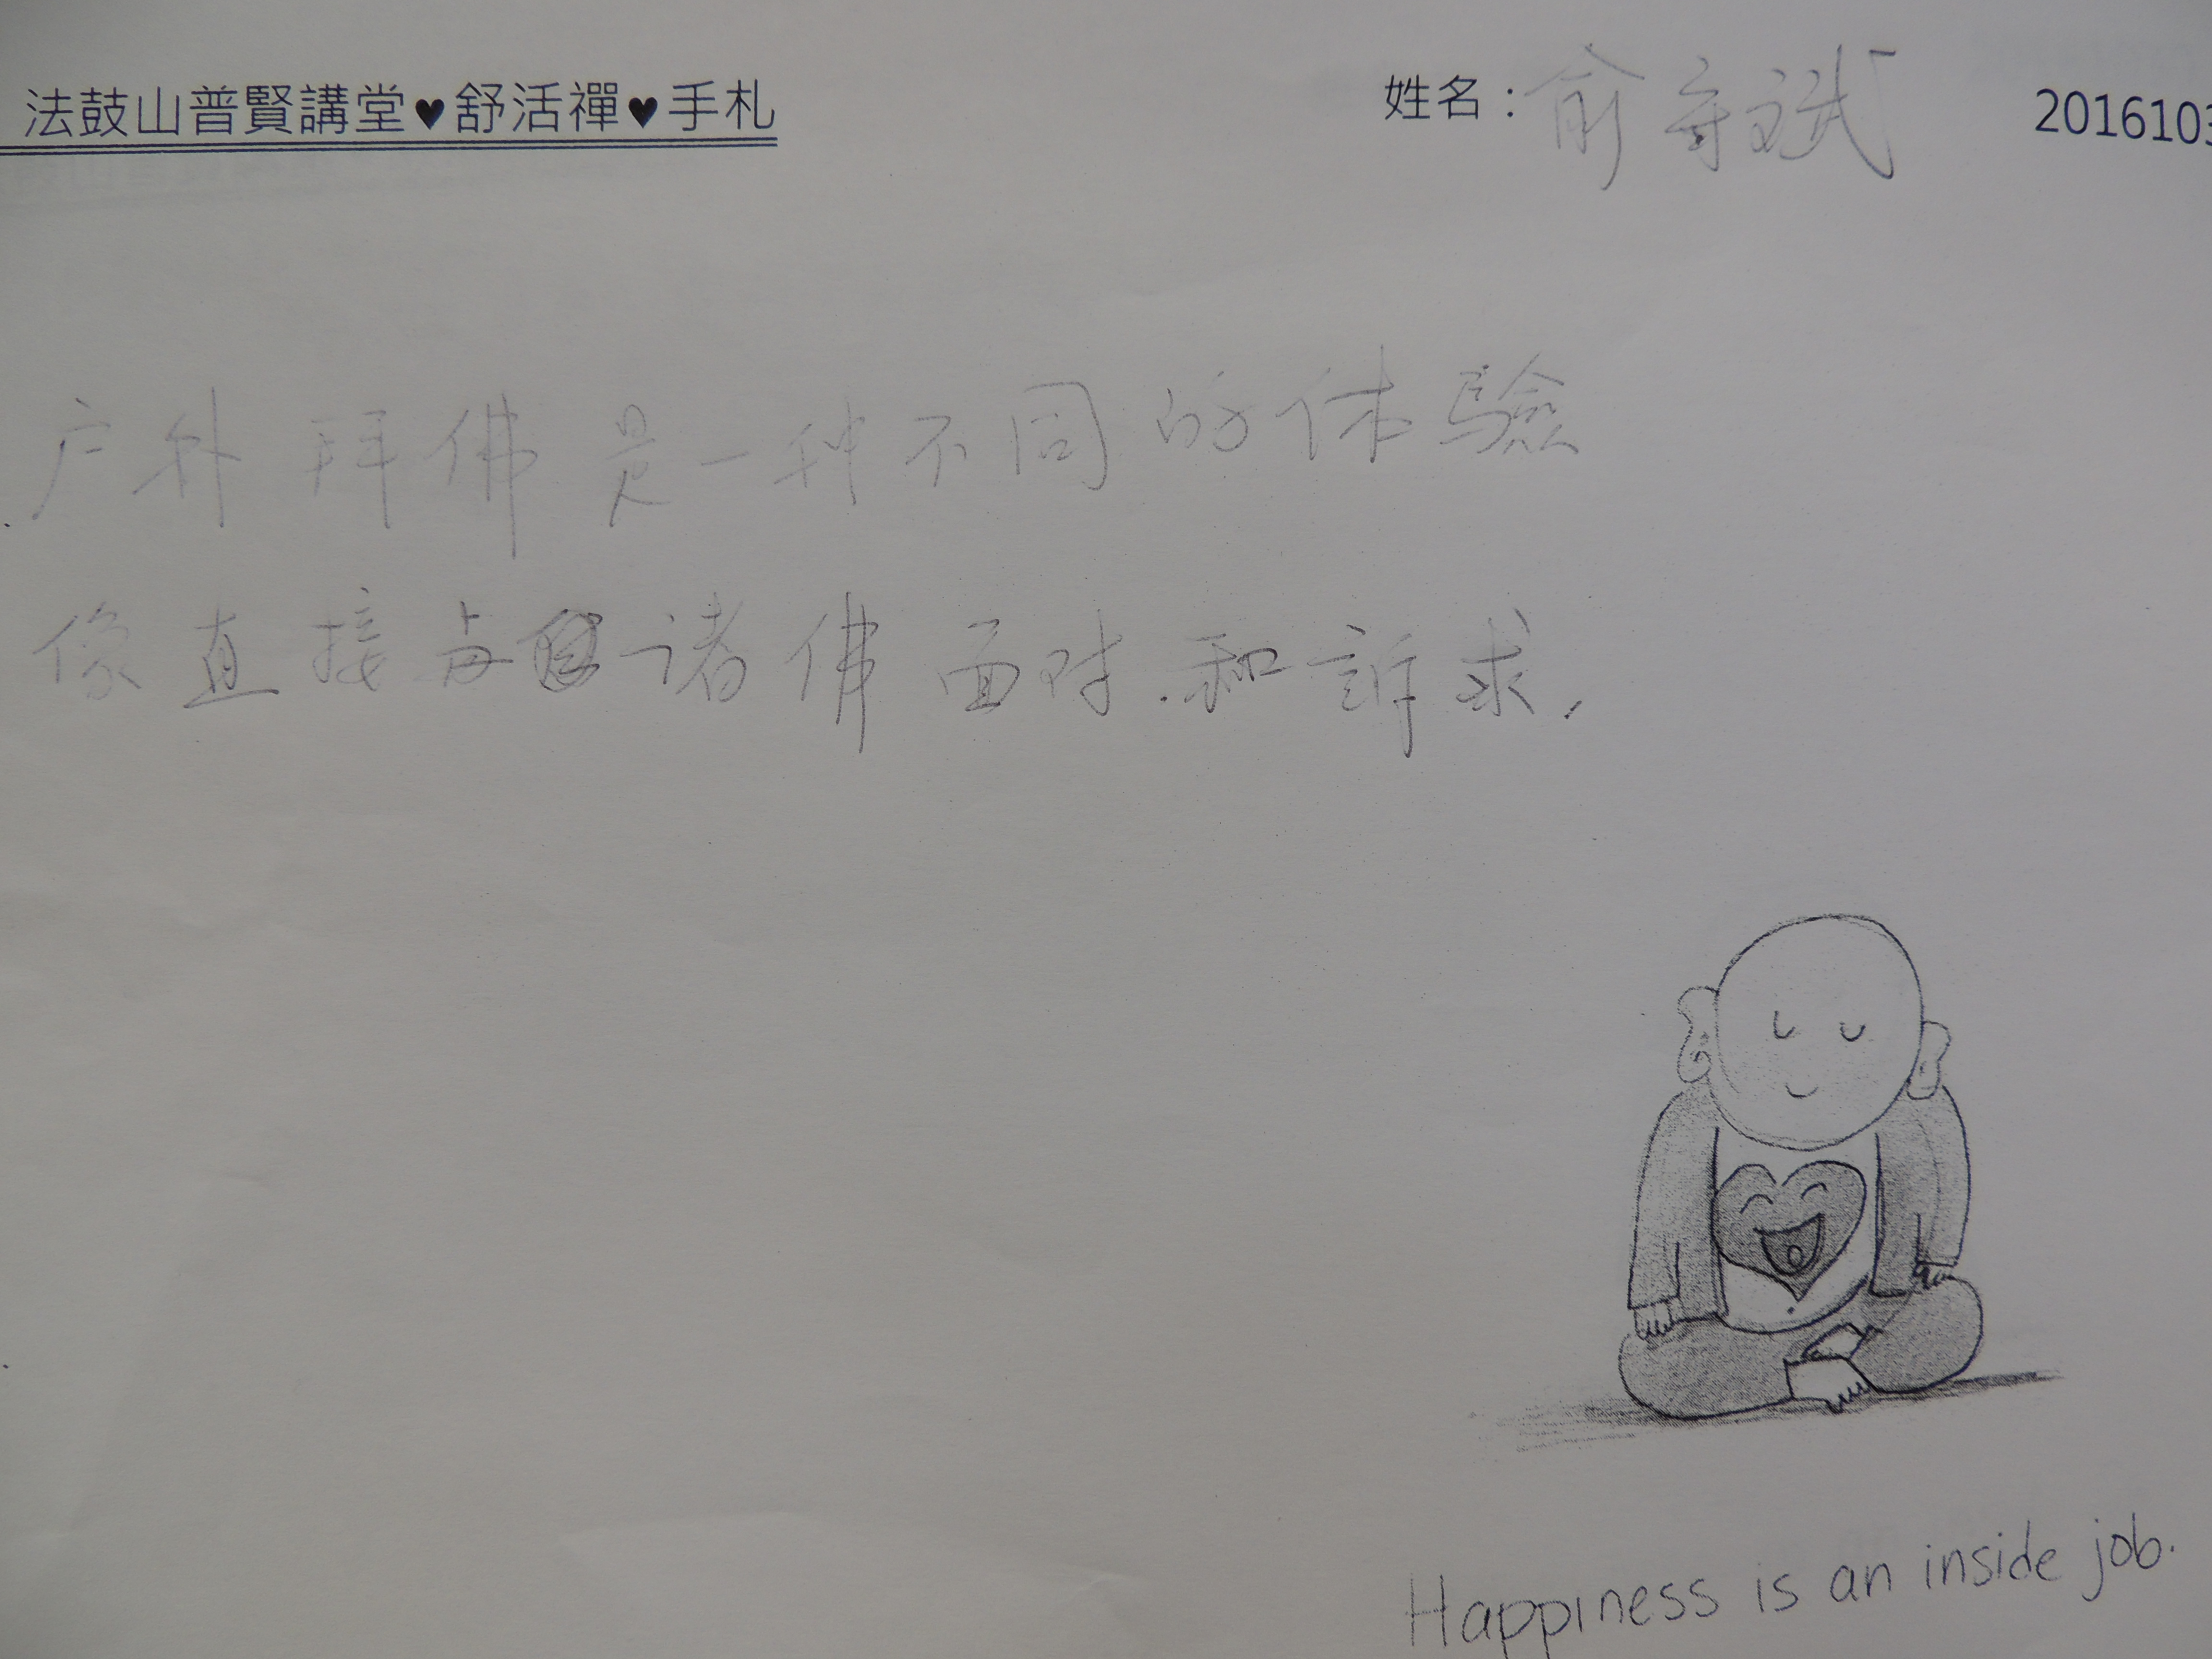 法鼓山普賢講堂♥舒活禪♥手札 姓名：俞 斌 2016103
户外拜佛是一种不同的体驗
像直接与诸佛面对.和訴求.
Happiness is an inside job.